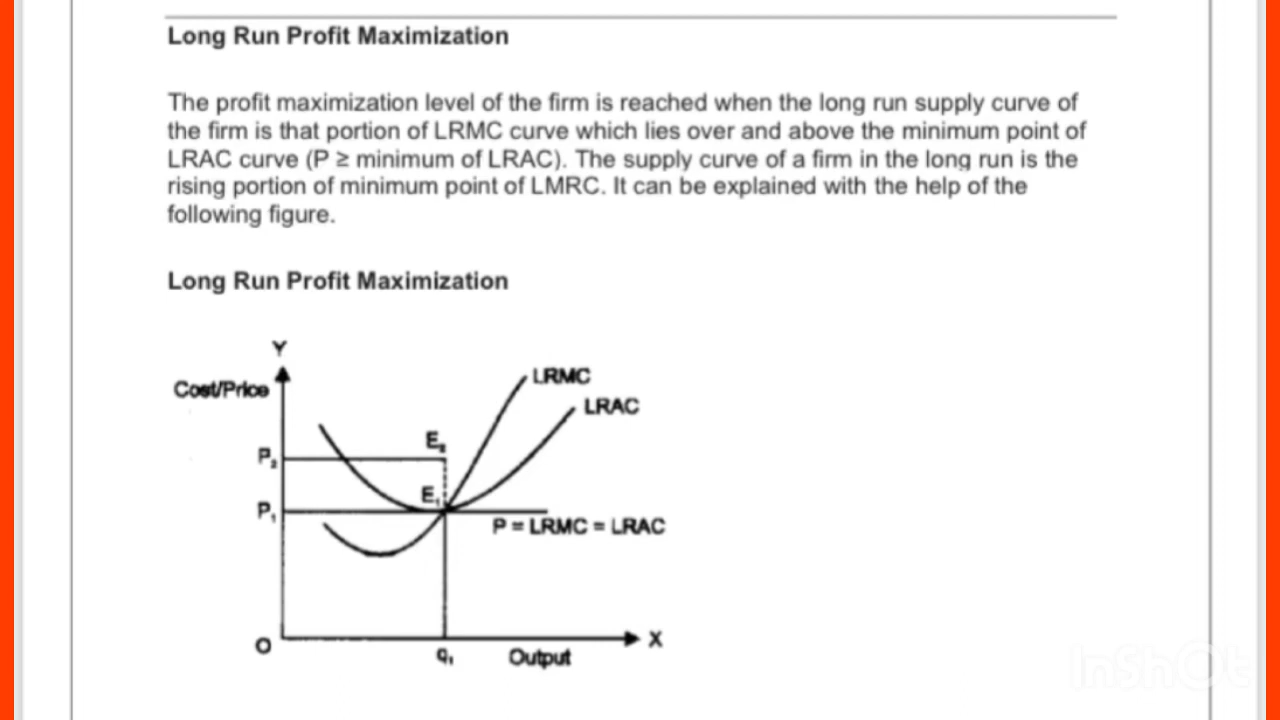 Long Run Profit Maximization
The profit maximization level of the firm is reached when the long run supply curve of
the firm is that portion of LRMC curve which lies over and above the minimum point of
LRAC curve (P ≥ minimum of LRAC). The supply curve of a firm in the long run is the
rising portion of minimum point of LMRC. It can be explained with the help of the
following figure.
Long Run Profit Maximization
Y
Cost/Price
LRMC
LRAC
E₂
P₂
E₁
P₁
P = LRMC = LRAC
O
q₁
Output
X
InShOt